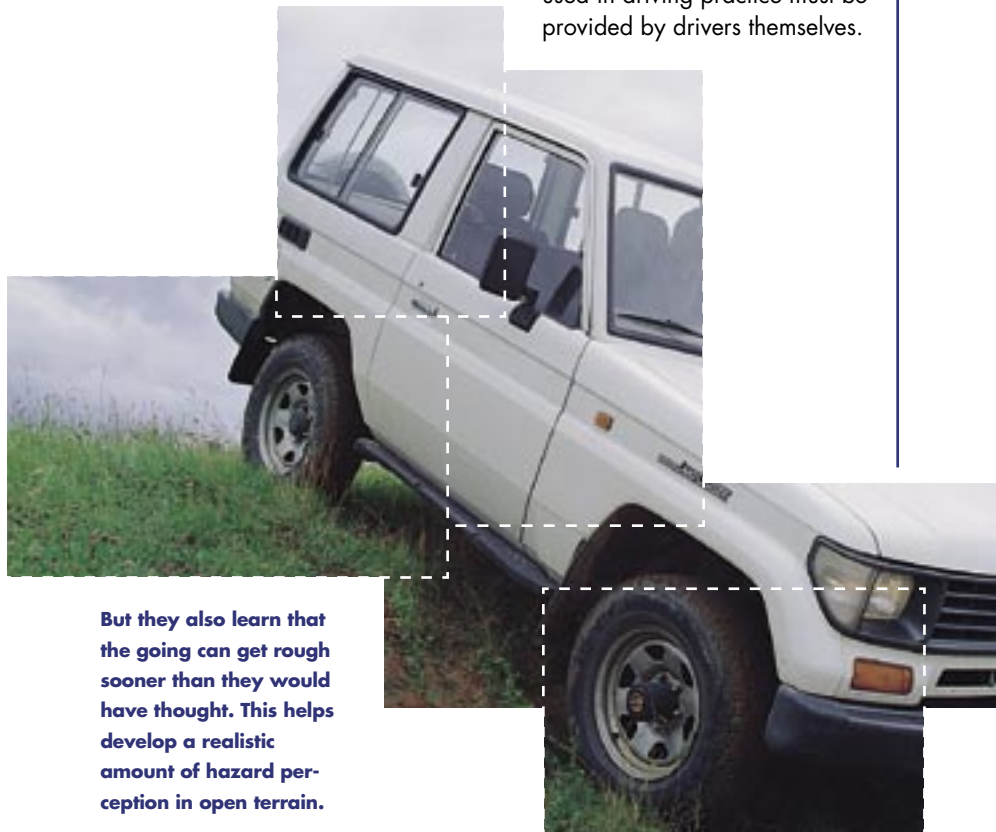 provided by drivers themselves.
But they also learn that
the going can get rough
sooner than they would
have thought. This helps
develop a realistic
amount of hazard per-
ception in open terrain.